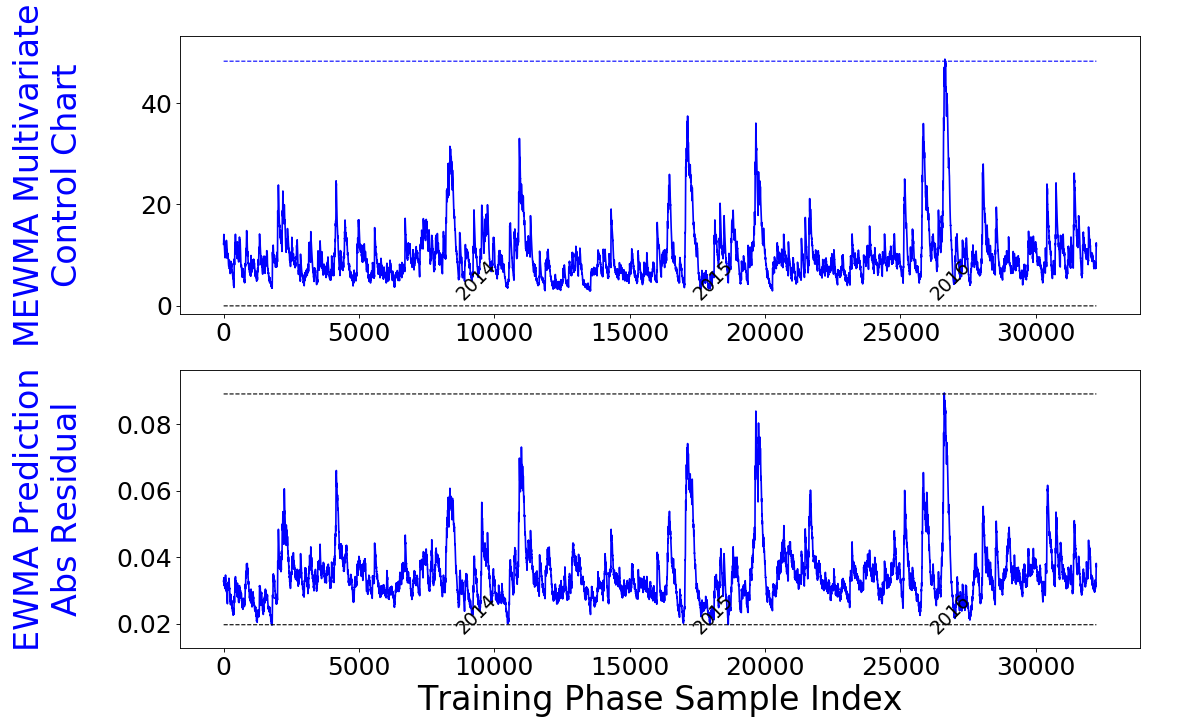 MEWMA Multivariate
Control Chart
40
20
0
2014
2015
2016
0 5000 10000 15000 20000 25000 30000
EWMA Prediction
Abs Residual
0.08
0.06
0.04
0.02
2014
2015
2016
0 5000 10000 15000 20000 25000 30000
Training Phase Sample Index